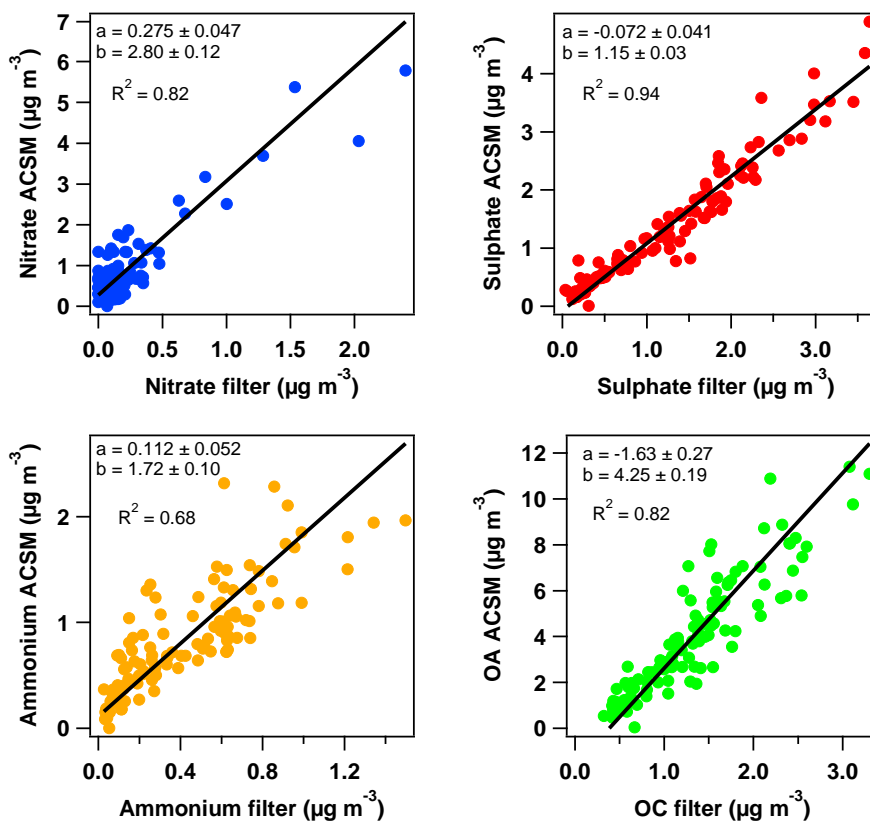 a = 0.275 ± 0.047
b = 2.80 ± 0.12
R² = 0.82
7
6
5
4
3
2
1
0
Nitrate ACSM (µg m⁻³)
0.0 0.5 1.0 1.5 2.0
Nitrate filter (µg m⁻³)
a = -0.072 ± 0.041
b = 1.15 ± 0.03
R² = 0.94
4
3
2
1
0
Sulphate ACSM (µg m⁻³)
0.0 1.0 2.0 3.0
Sulphate filter (µg m⁻³)
a = 0.112 ± 0.052
b = 1.72 ± 0.10
R² = 0.68
2
1
0
Ammonium ACSM (µg m⁻³)
0.0 0.4 0.8 1.2
Ammonium filter (µg m⁻³)
a = -1.63 ± 0.27
b = 4.25 ± 0.19
R² = 0.82
12
10
8
6
4
2
0
OA ACSM (µg m⁻³)
0.0 1.0 2.0 3.0
OC filter (µg m⁻³)